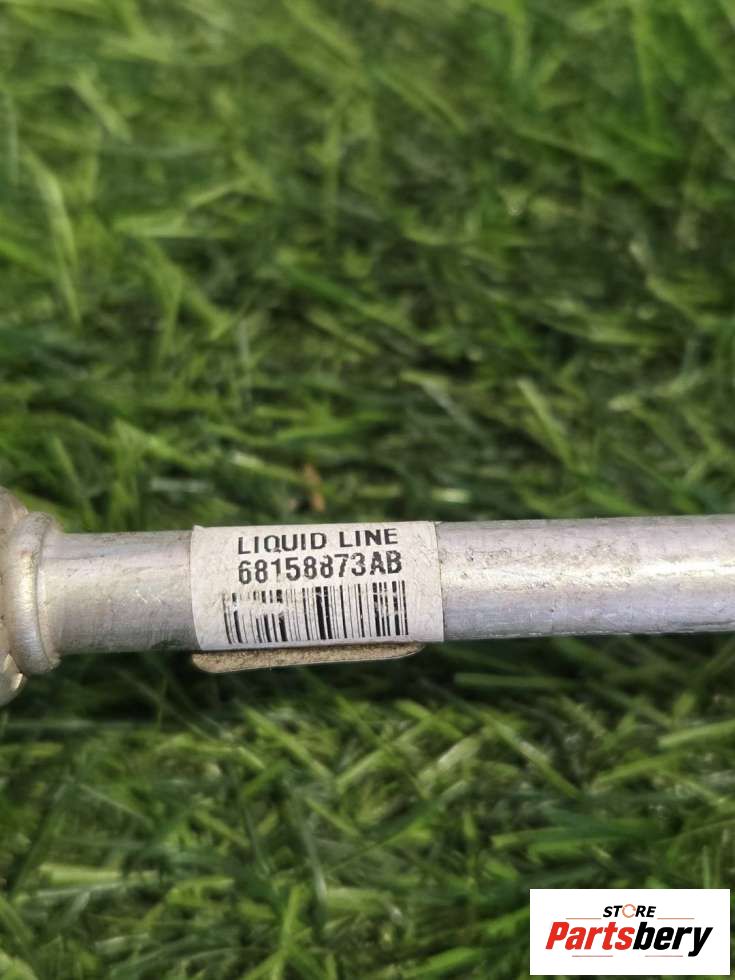 LIQUID LINE
68158873AB
STORE
Partsbery